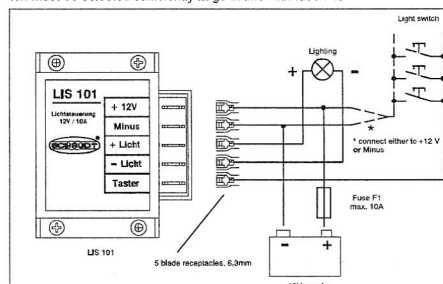 LIS 101
Lichtsteuerung
12V / 10A
SCHAUDT
+ 12V
Minus
+ Licht
− Licht
Taster
LIS 101
5 blade receptacles, 6.3mm
Lighting
+ −
Light switch
*
* connect either to +12 V
or Minus
Fuse F1
max. 10A
− +